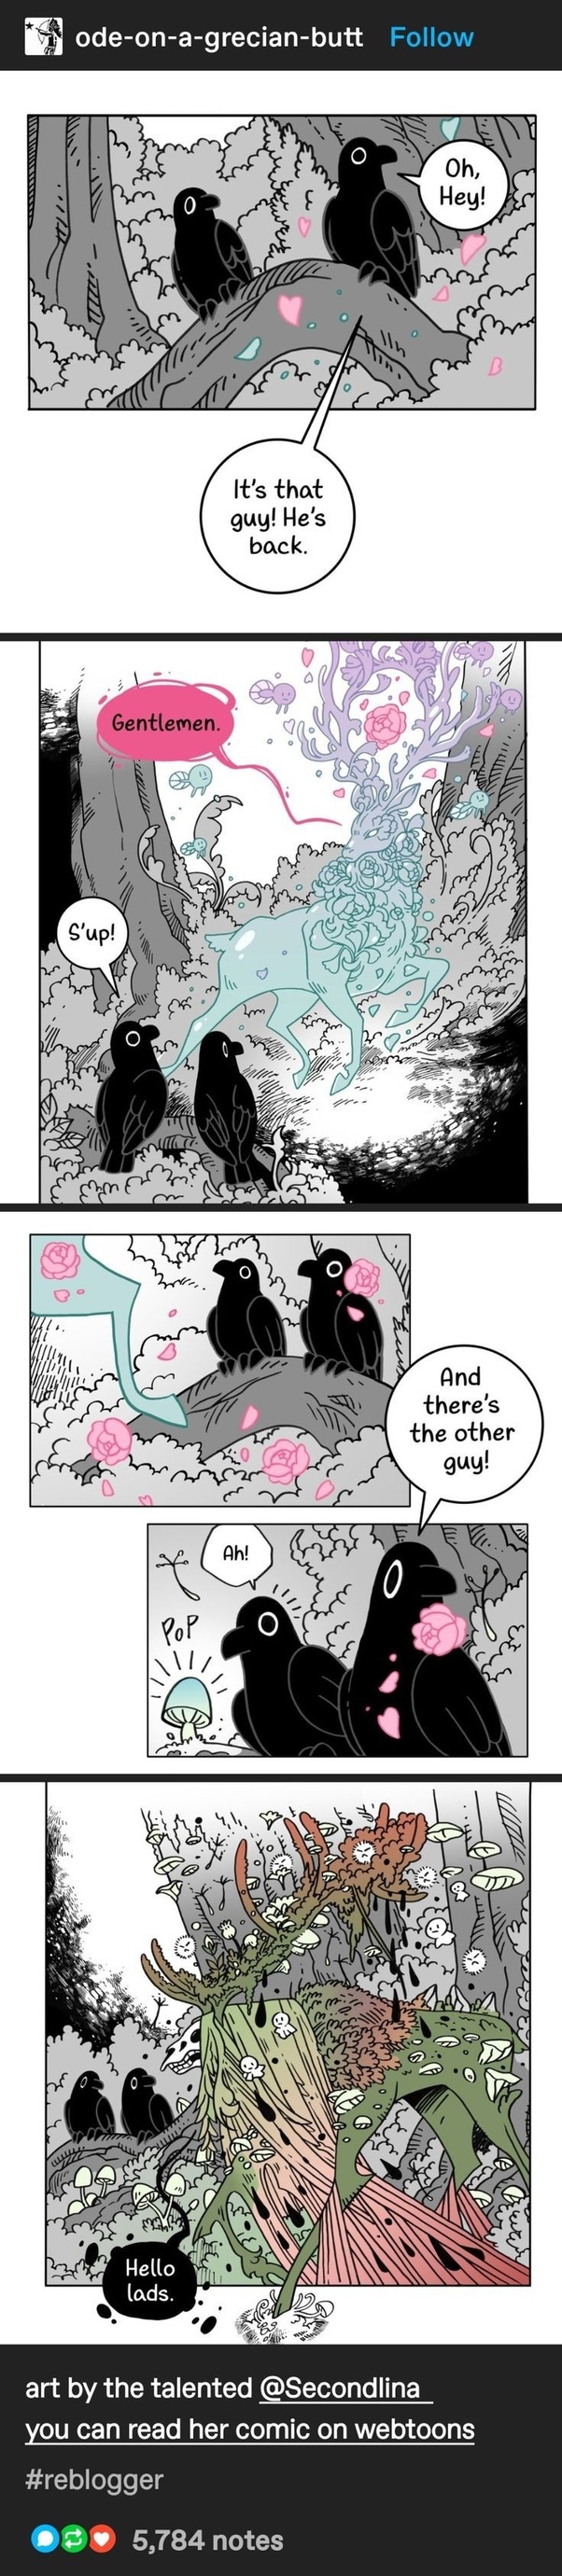 ode-on-a-grecian-butt Follow
Oh,
Hey!
It's that
guy! He's
back.
Gentlemen.
S'up!
And
there's
the other
guy!
Ah!
POP
Hello
lads.
art by the talented @Secondlina
you can read her comic on webtoons
#reblogger
5,784 notes